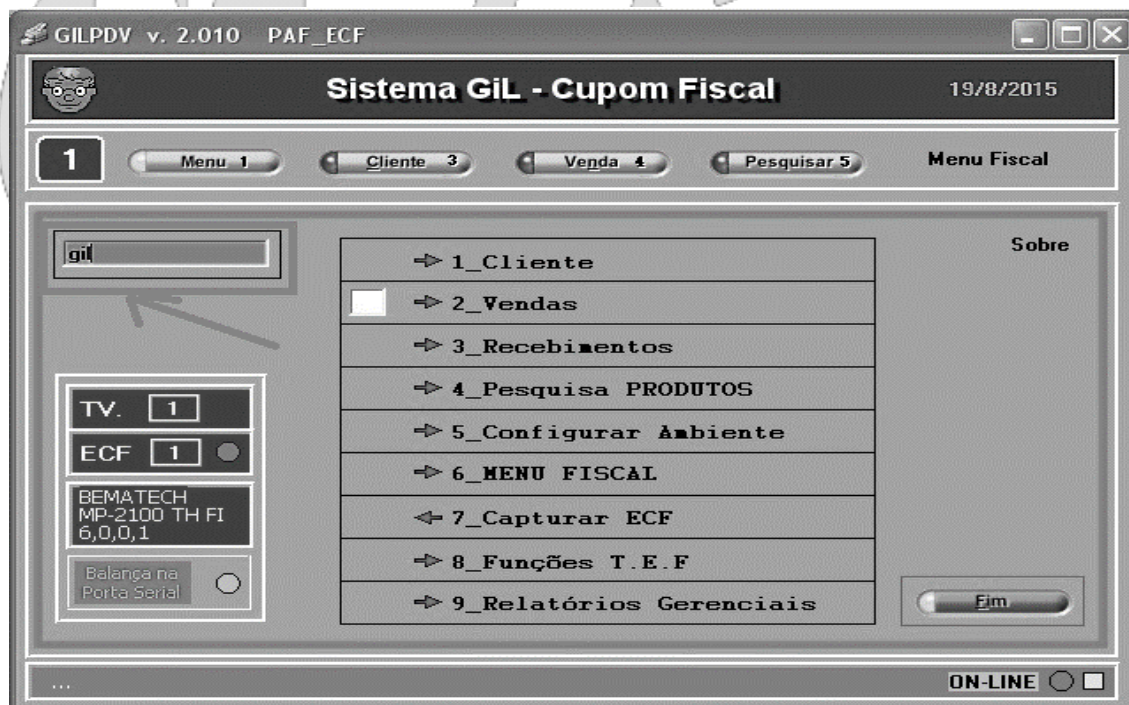 GILPDV v. 2.010 PAF_ECF
Sistema GiL - Cupom Fiscal
19/8/2015
1
Menu 1
Cliente 3
Venda 4
Pesquisar 5
Menu Fiscal
gil
Sobre
1_Cliente
2_Vendas
3_Recebimentos
4_Pesquisa PRODUTOS
5_Configurar Ambiente
6_MENU FISCAL
7_Capturar ECF
8_Funções T.E.F
9_Relatórios Gerenciais
TV. 1
ECF 1
BEMATECH
MP-2100 TH FI
6,0,0,1
Balança na
Porta Serial
Fim
...
ON-LINE